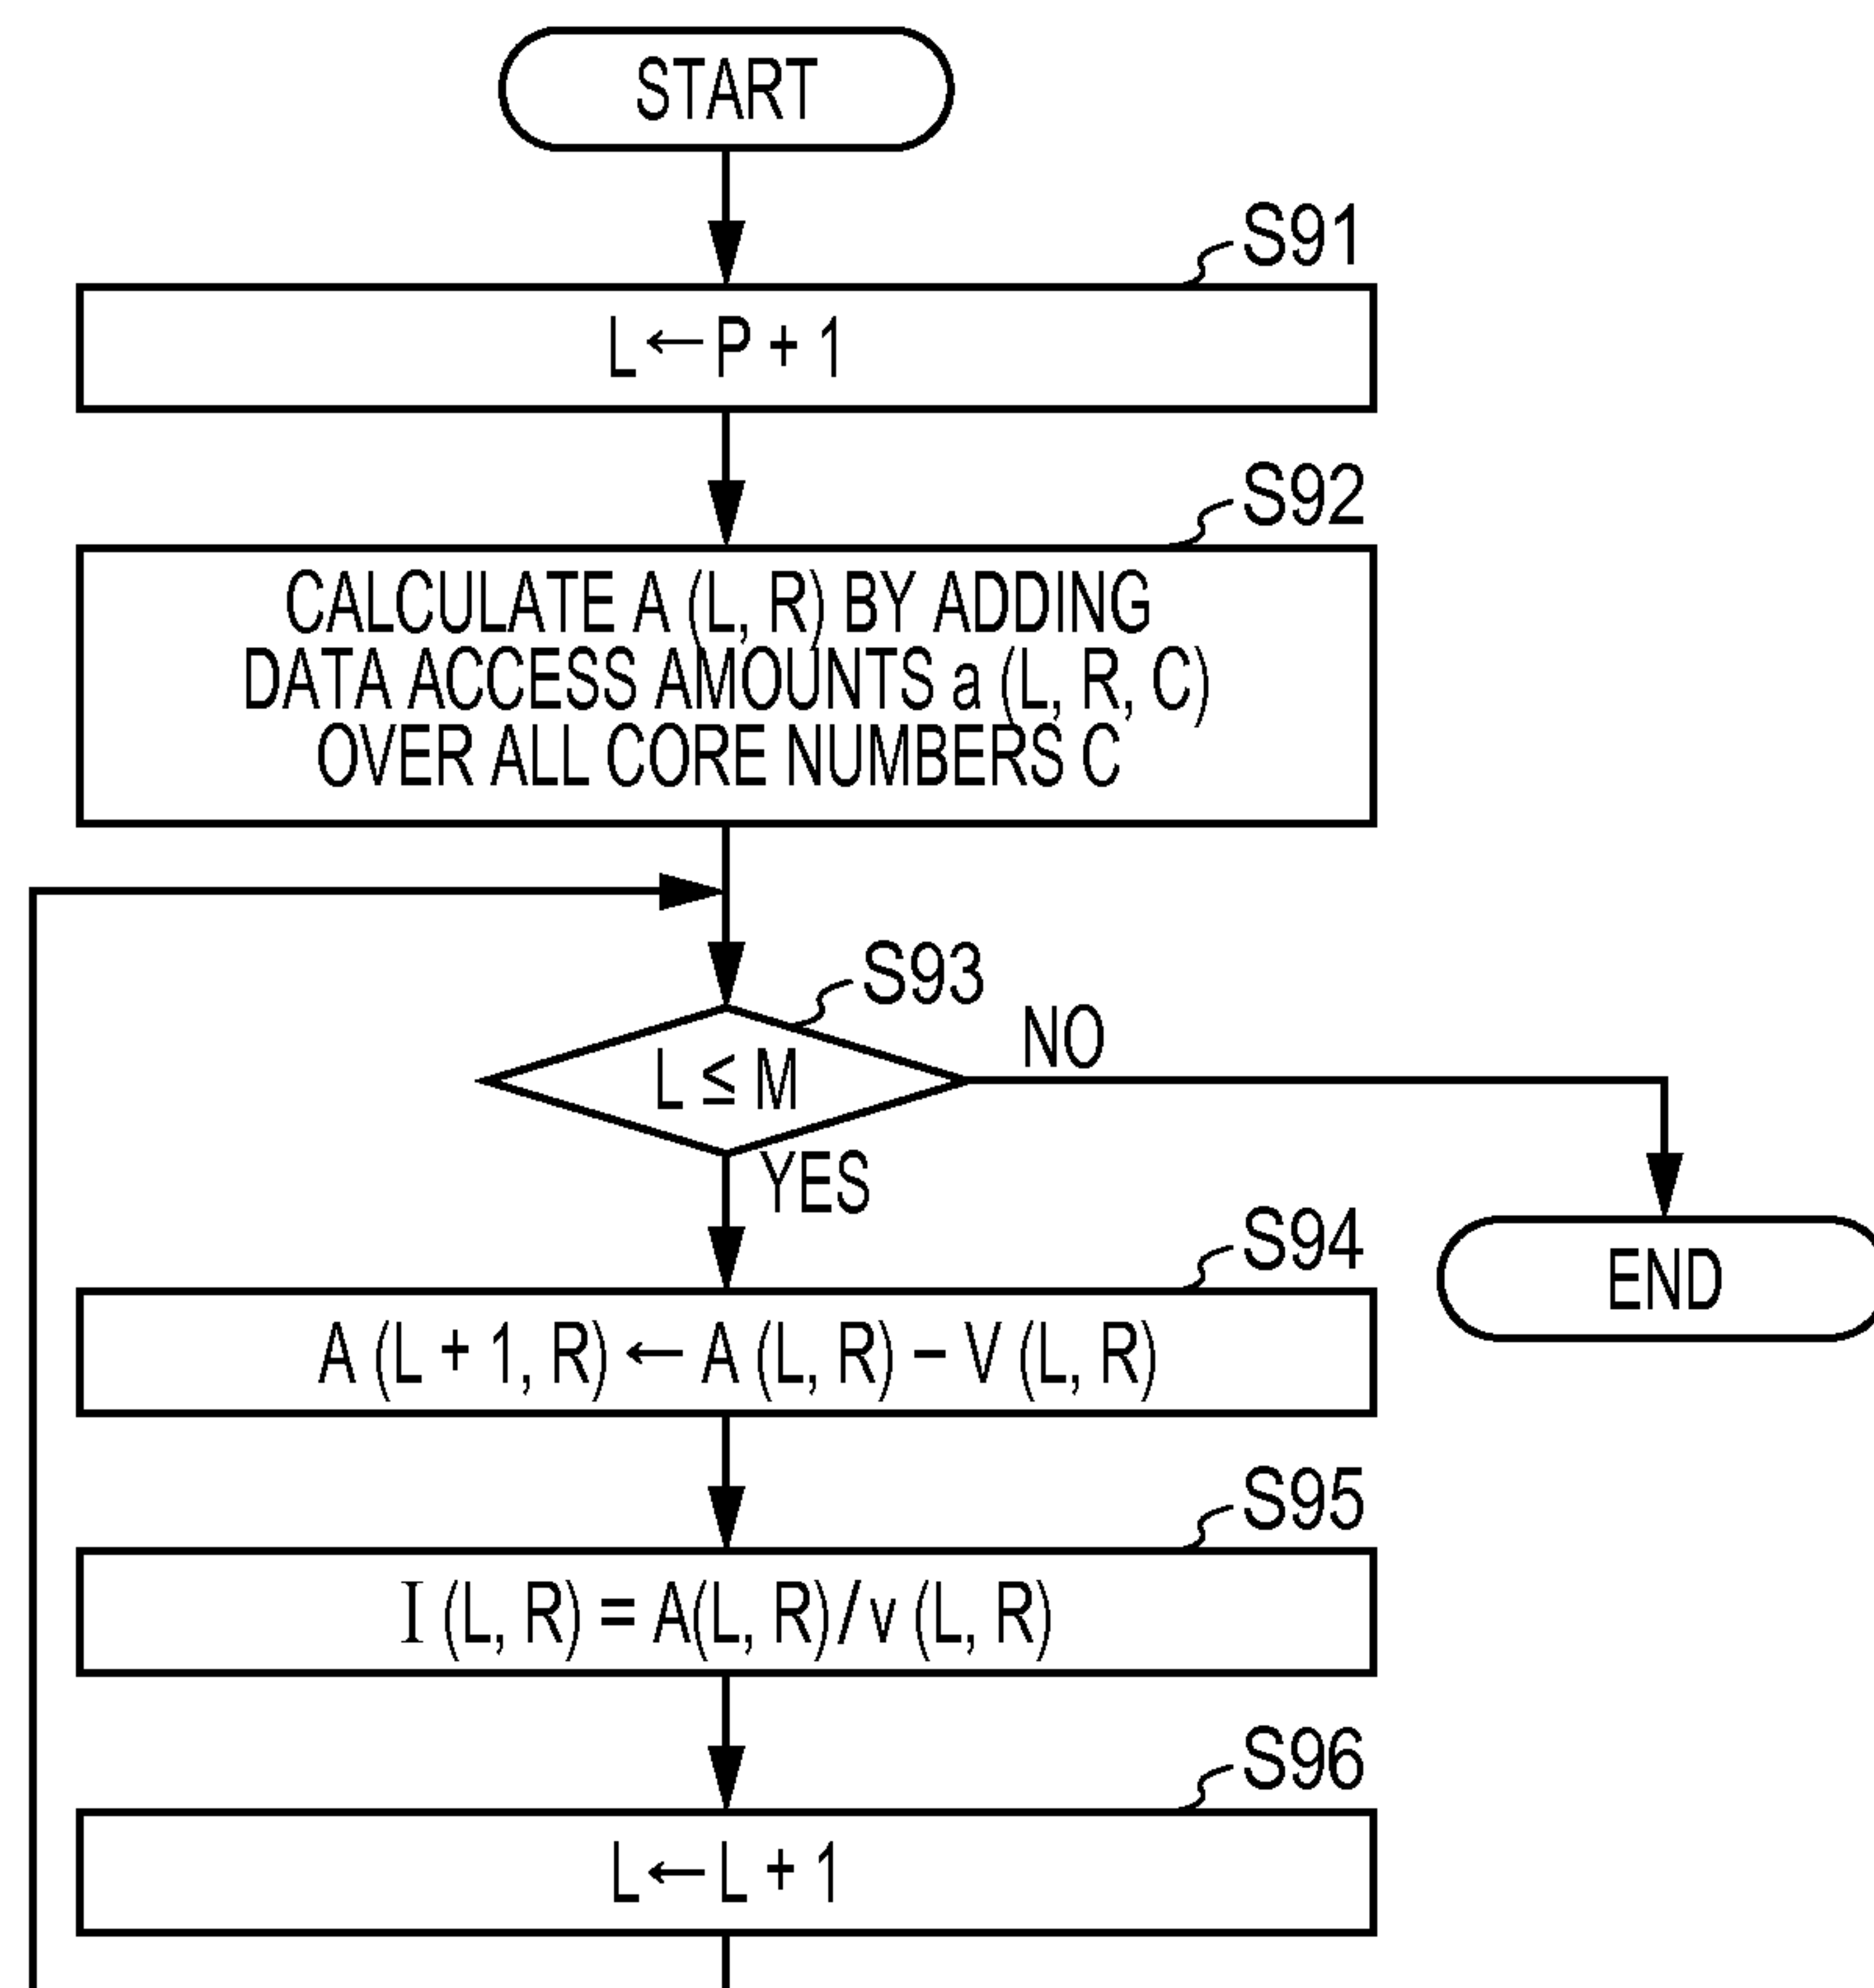 START
S91
L ← P + 1
S92
CALCULATE A (L, R) BY ADDING
DATA ACCESS AMOUNTS a (L, R, C)
OVER ALL CORE NUMBERS C
S93
L ≤ M
NO
YES
S94
A (L + 1, R) ← A (L, R) − V (L, R)
END
S95
I (L, R) = A(L, R) / v (L, R)
S96
L ← L + 1